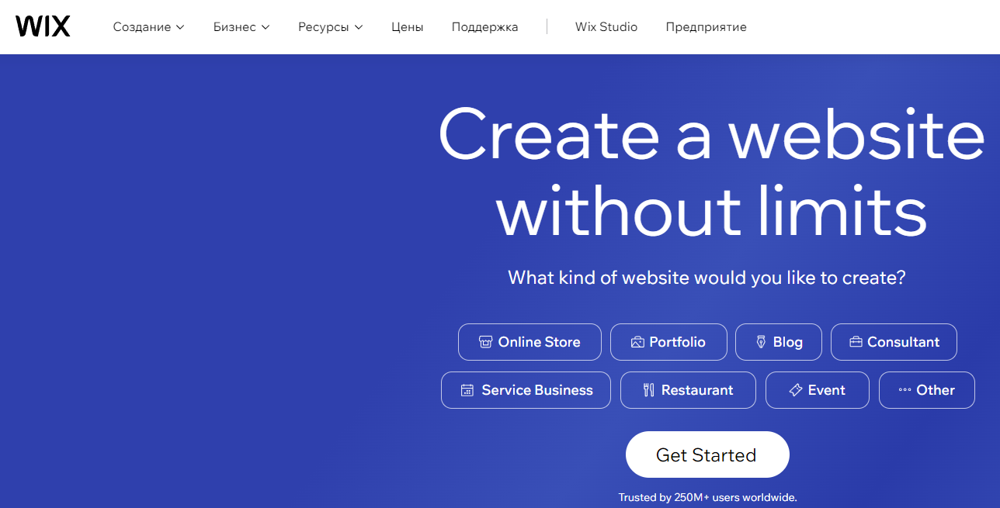 WIX Создание Бизнес Ресурсы Цены Поддержка Wix Studio Предприятие
Create a website
without limits
What kind of website would you like to create?
Online Store Portfolio Blog Consultant
Service Business Restaurant Event Other
Get Started
Trusted by 250M+ users worldwide.